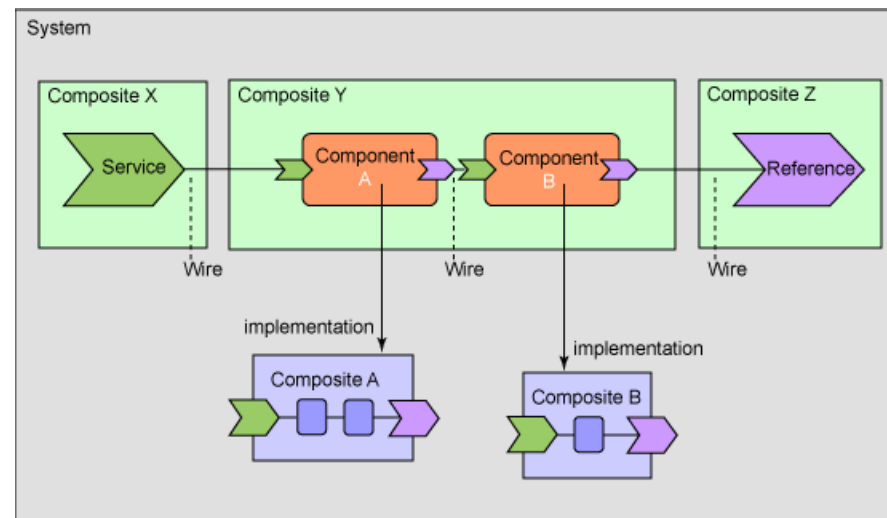 System
Composite X
Composite Y
Composite Z
Service
Component
A
Component
B
Reference
Wire
Wire
Wire
implementation
implementation
Composite A
Composite B